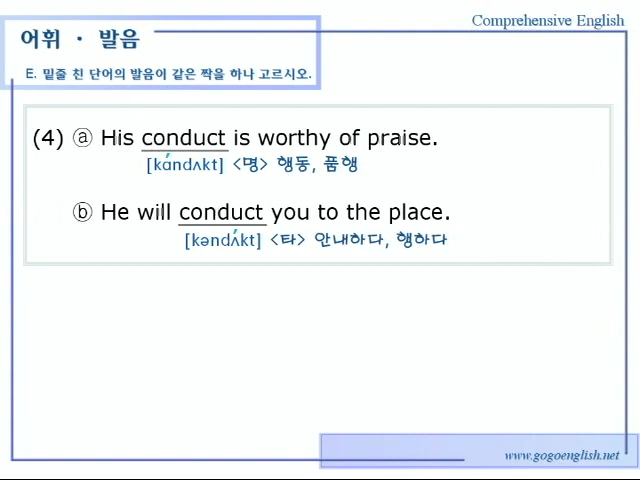 Comprehensive English
어휘 · 발음
E. 밑줄 친 단어의 발음이 같은 짝을 하나 고르시오.
(4) ⓐ His conduct is worthy of praise.
[kɑ́ndʌkt] <명> 행동, 품행
ⓑ He will conduct you to the place.
[kəndʌ́kt] <타> 안내하다, 행하다
www.gogoenglish.net